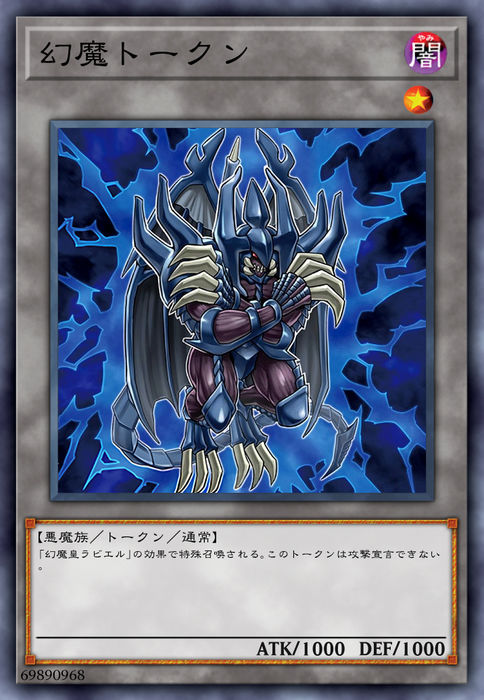 幻魔トークン
やみ
闇
【悪魔族／トークン／通常】
「幻魔皇ラビエル」の効果で特殊召喚される。このトークンは攻撃宣言できない
。
ATK/1000 DEF/1000
69890968